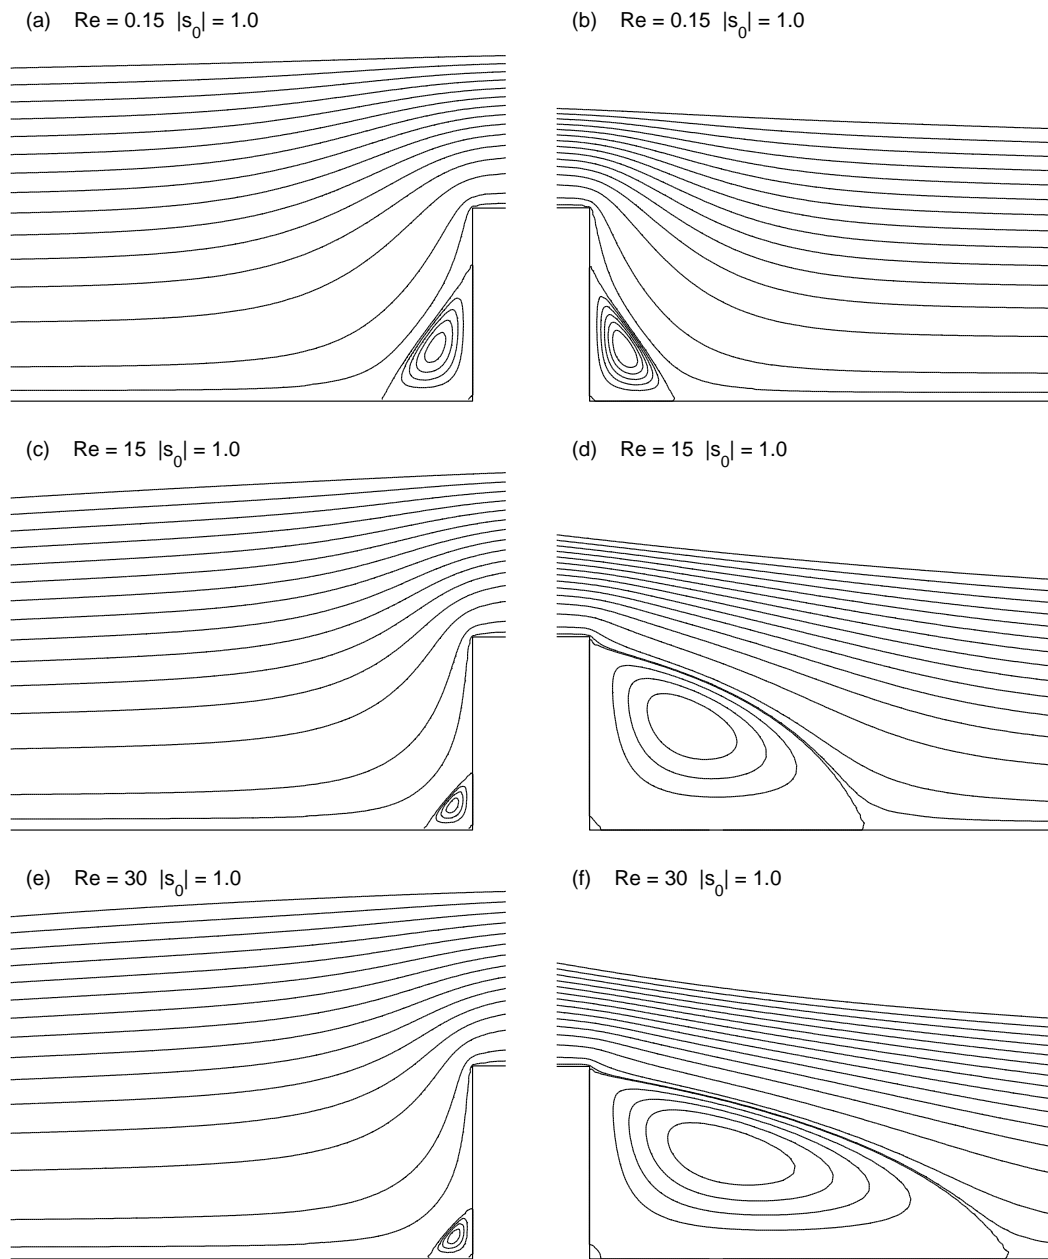 (a) Re = 0.15 |s0| = 1.0
(b) Re = 0.15 |s0| = 1.0
(c) Re = 15 |s0| = 1.0
(d) Re = 15 |s0| = 1.0
(e) Re = 30 |s0| = 1.0
(f) Re = 30 |s0| = 1.0